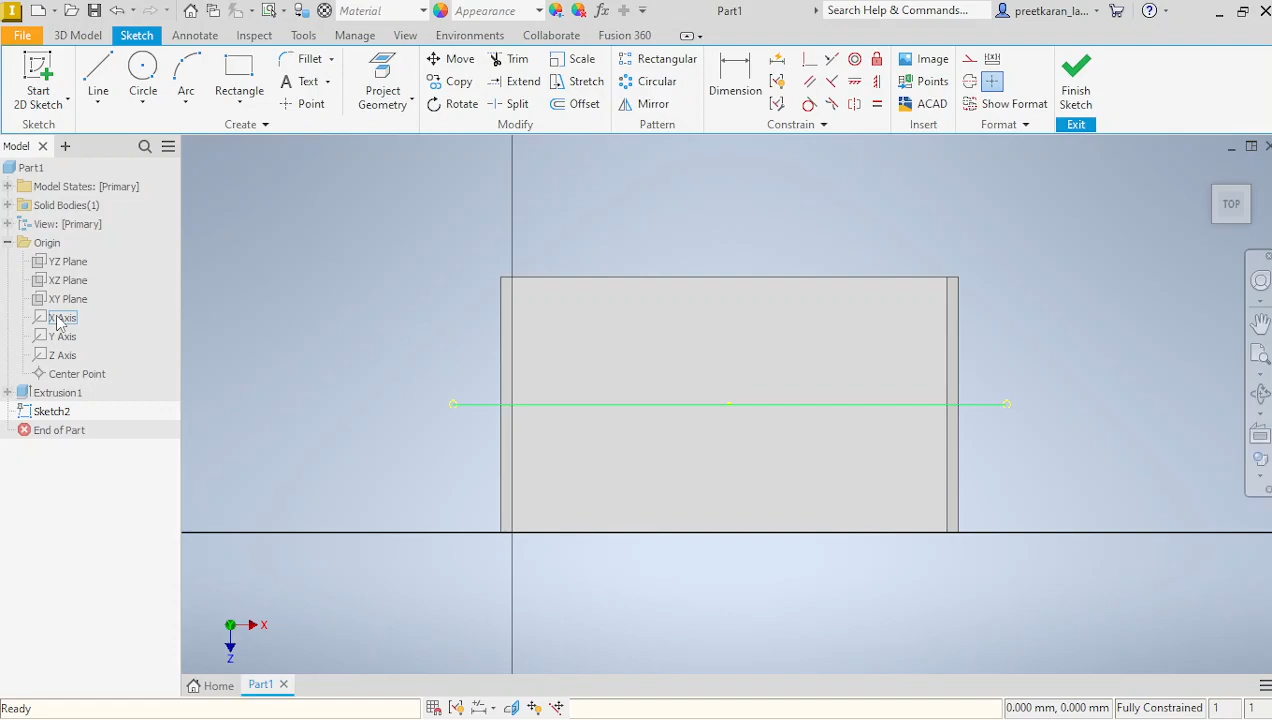 Material
Appearance
Part1
Search Help & Commands...
preetkaran_la...
File
3D Model
Sketch
Annotate
Inspect
Tools
Manage
View
Environments
Collaborate
Fusion 360
Start
2D Sketch
Line
Circle
Arc
Rectangle
Fillet
Text
Point
Project
Geometry
Move
Copy
Rotate
Trim
Extend
Split
Scale
Stretch
Offset
Rectangular
Circular
Mirror
Dimension
Image
Points
ACAD
Show Format
Finish
Sketch
Sketch
Create
Modify
Pattern
Constrain
Insert
Format
Exit
Model
Part1
Model States: [Primary]
Solid Bodies(1)
View: [Primary]
Origin
YZ Plane
XZ Plane
XY Plane
X Axis
Y Axis
Z Axis
Center Point
Extrusion1
Sketch2
End of Part
TOP
X
Y
Z
Home
Part1
Ready
0.000 mm, 0.000 mm
Fully Constrained
1
1